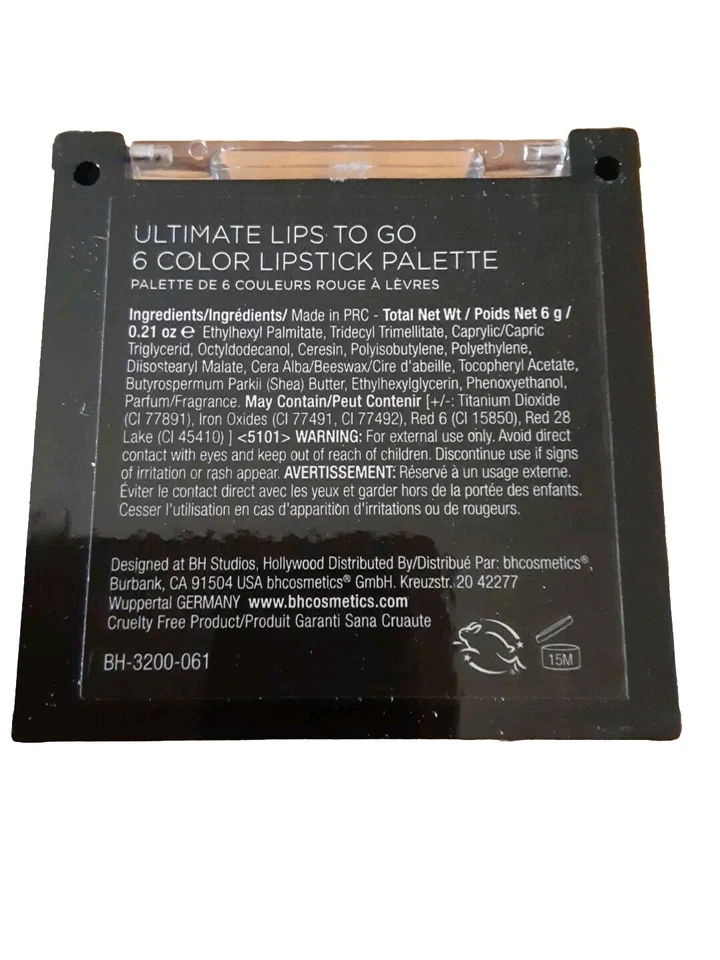 ULTIMATE LIPS TO GO
6 COLOR LIPSTICK PALETTE
PALETTE DE 6 COULEURS ROUGE À LÈVRES
Ingredients/Ingrédients/ Made in PRC - Total Net Wt / Poids Net 6 g /
0.21 oz ℮ Ethylhexyl Palmitate, Tridecyl Trimellitate, Caprylic/Capric
Triglycerid, Octyldodecanol, Ceresin, Polyisobutylene, Polyethylene,
Diisostearyl Malate, Cera Alba/Beeswax/Cire d'abeille, Tocopheryl Acetate,
Butyrospermum Parkii (Shea) Butter, Ethylhexylglycerin, Phenoxyethanol,
Parfum/Fragrance. May Contain/Peut Contenir [+/-: Titanium Dioxide
(CI 77891), Iron Oxides (CI 77491, CI 77492), Red 6 (CI 15850), Red 28
Lake (CI 45410) ] <5101> WARNING: For external use only. Avoid direct
contact with eyes and keep out of reach of children. Discontinue use if signs
of irritation or rash appear. AVERTISSEMENT: Réservé à un usage externe.
Éviter le contact direct avec les yeux et garder hors de la portée des enfants.
Cesser l'utilisation en cas d'apparition d'irritations ou de rougeurs.
Designed at BH Studios, Hollywood Distributed By/Distribué Par: bhcosmetics®,
Burbank, CA 91504 USA bhcosmetics® GmbH. Kreuzstr. 20 42277
Wuppertal GERMANY www.bhcosmetics.com
Cruelty Free Product/Produit Garanti Sana Cruaute
BH-3200-061
15M